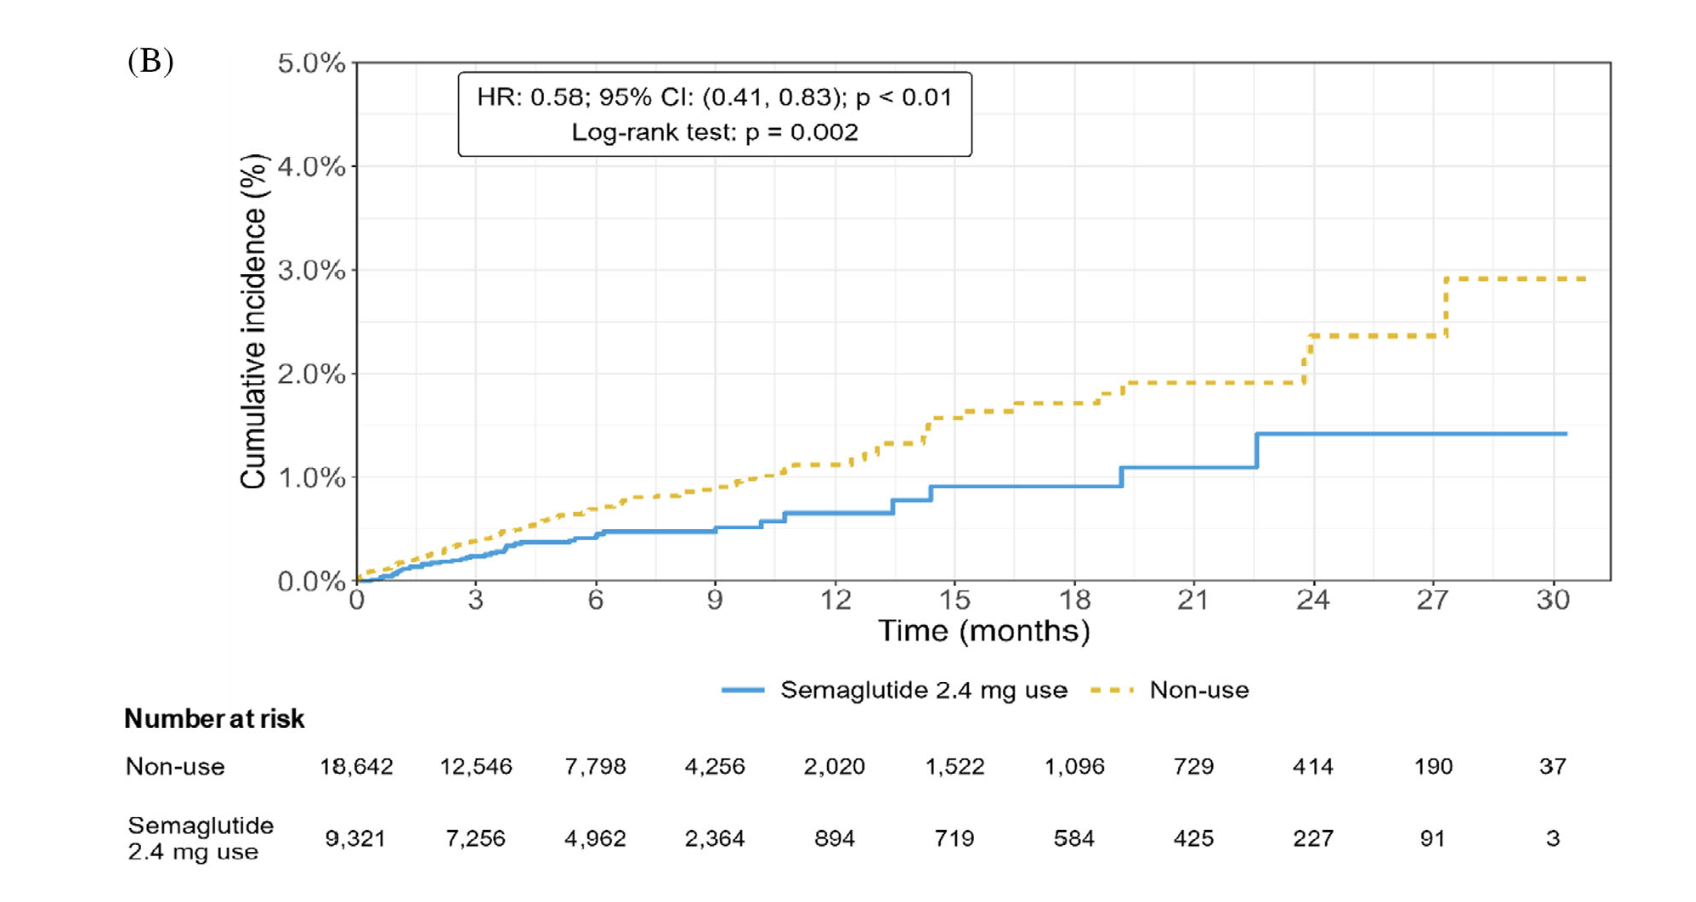 (B)
5.0%
HR: 0.58; 95% CI: (0.41, 0.83); p < 0.01
Log-rank test: p = 0.002
4.0%
3.0%
2.0%
1.0%
0.0%
Cumulative incidence (%)
0 3 6 9 12 15 18 21 24 27 30
Time (months)
Semaglutide 2.4 mg use Non-use
Number at risk
Non-use 18,642 12,546 7,798 4,256 2,020 1,522 1,096 729 414 190 37
Semaglutide
2.4 mg use 9,321 7,256 4,962 2,364 894 719 584 425 227 91 3